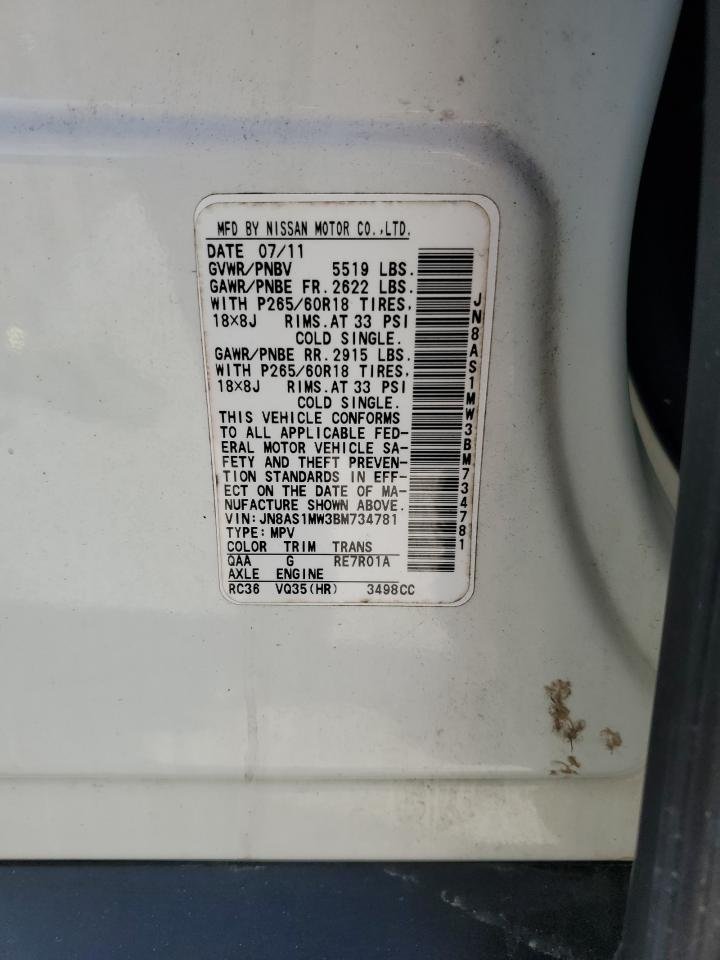 MFD BY NISSAN MOTOR CO.,LTD.
DATE 07/11
GVWR/PNBV 5519 LBS.
GAWR/PNBE FR. 2622 LBS.
WITH P265/60R18 TIRES,
18×8J RIMS.AT 33 PSI
COLD SINGLE.
GAWR/PNBE RR. 2915 LBS.
WITH P265/60R18 TIRES,
18×8J RIMS.AT 33 PSI
COLD SINGLE.
THIS VEHICLE CONFORMS
TO ALL APPLICABLE FED-
ERAL MOTOR VEHICLE SA-
FETY AND THEFT PREVEN-
TION STANDARDS IN EFF-
ECT ON THE DATE OF MA-
NUFACTURE SHOWN ABOVE.
VIN: JN8AS1MW3BM734781
TYPE: MPV
COLOR TRIM TRANS
QAA G RE7R01A
AXLE ENGINE
RC36 VQ35(HR) 3498CC
JN8AS1MW3BM734781